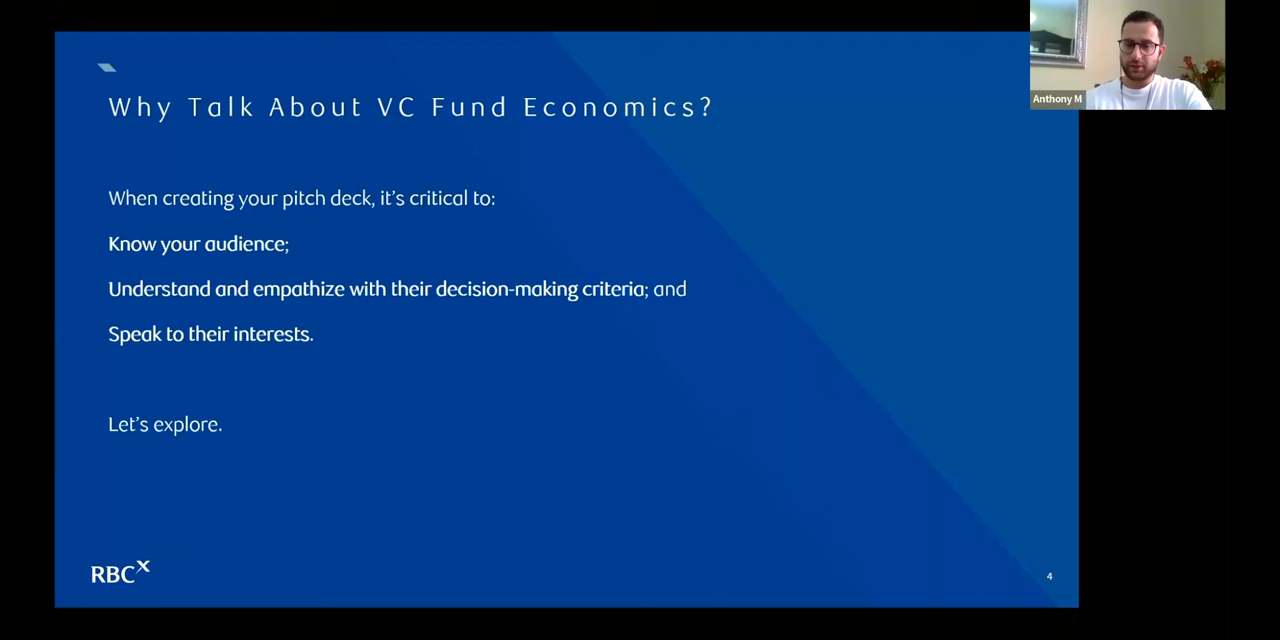 Why Talk About VC Fund Economics?
When creating your pitch deck, it's critical to:
Know your audience;
Understand and empathize with their decision-making criteria; and
Speak to their interests.
Let's explore.
RBCX
4
Anthony M